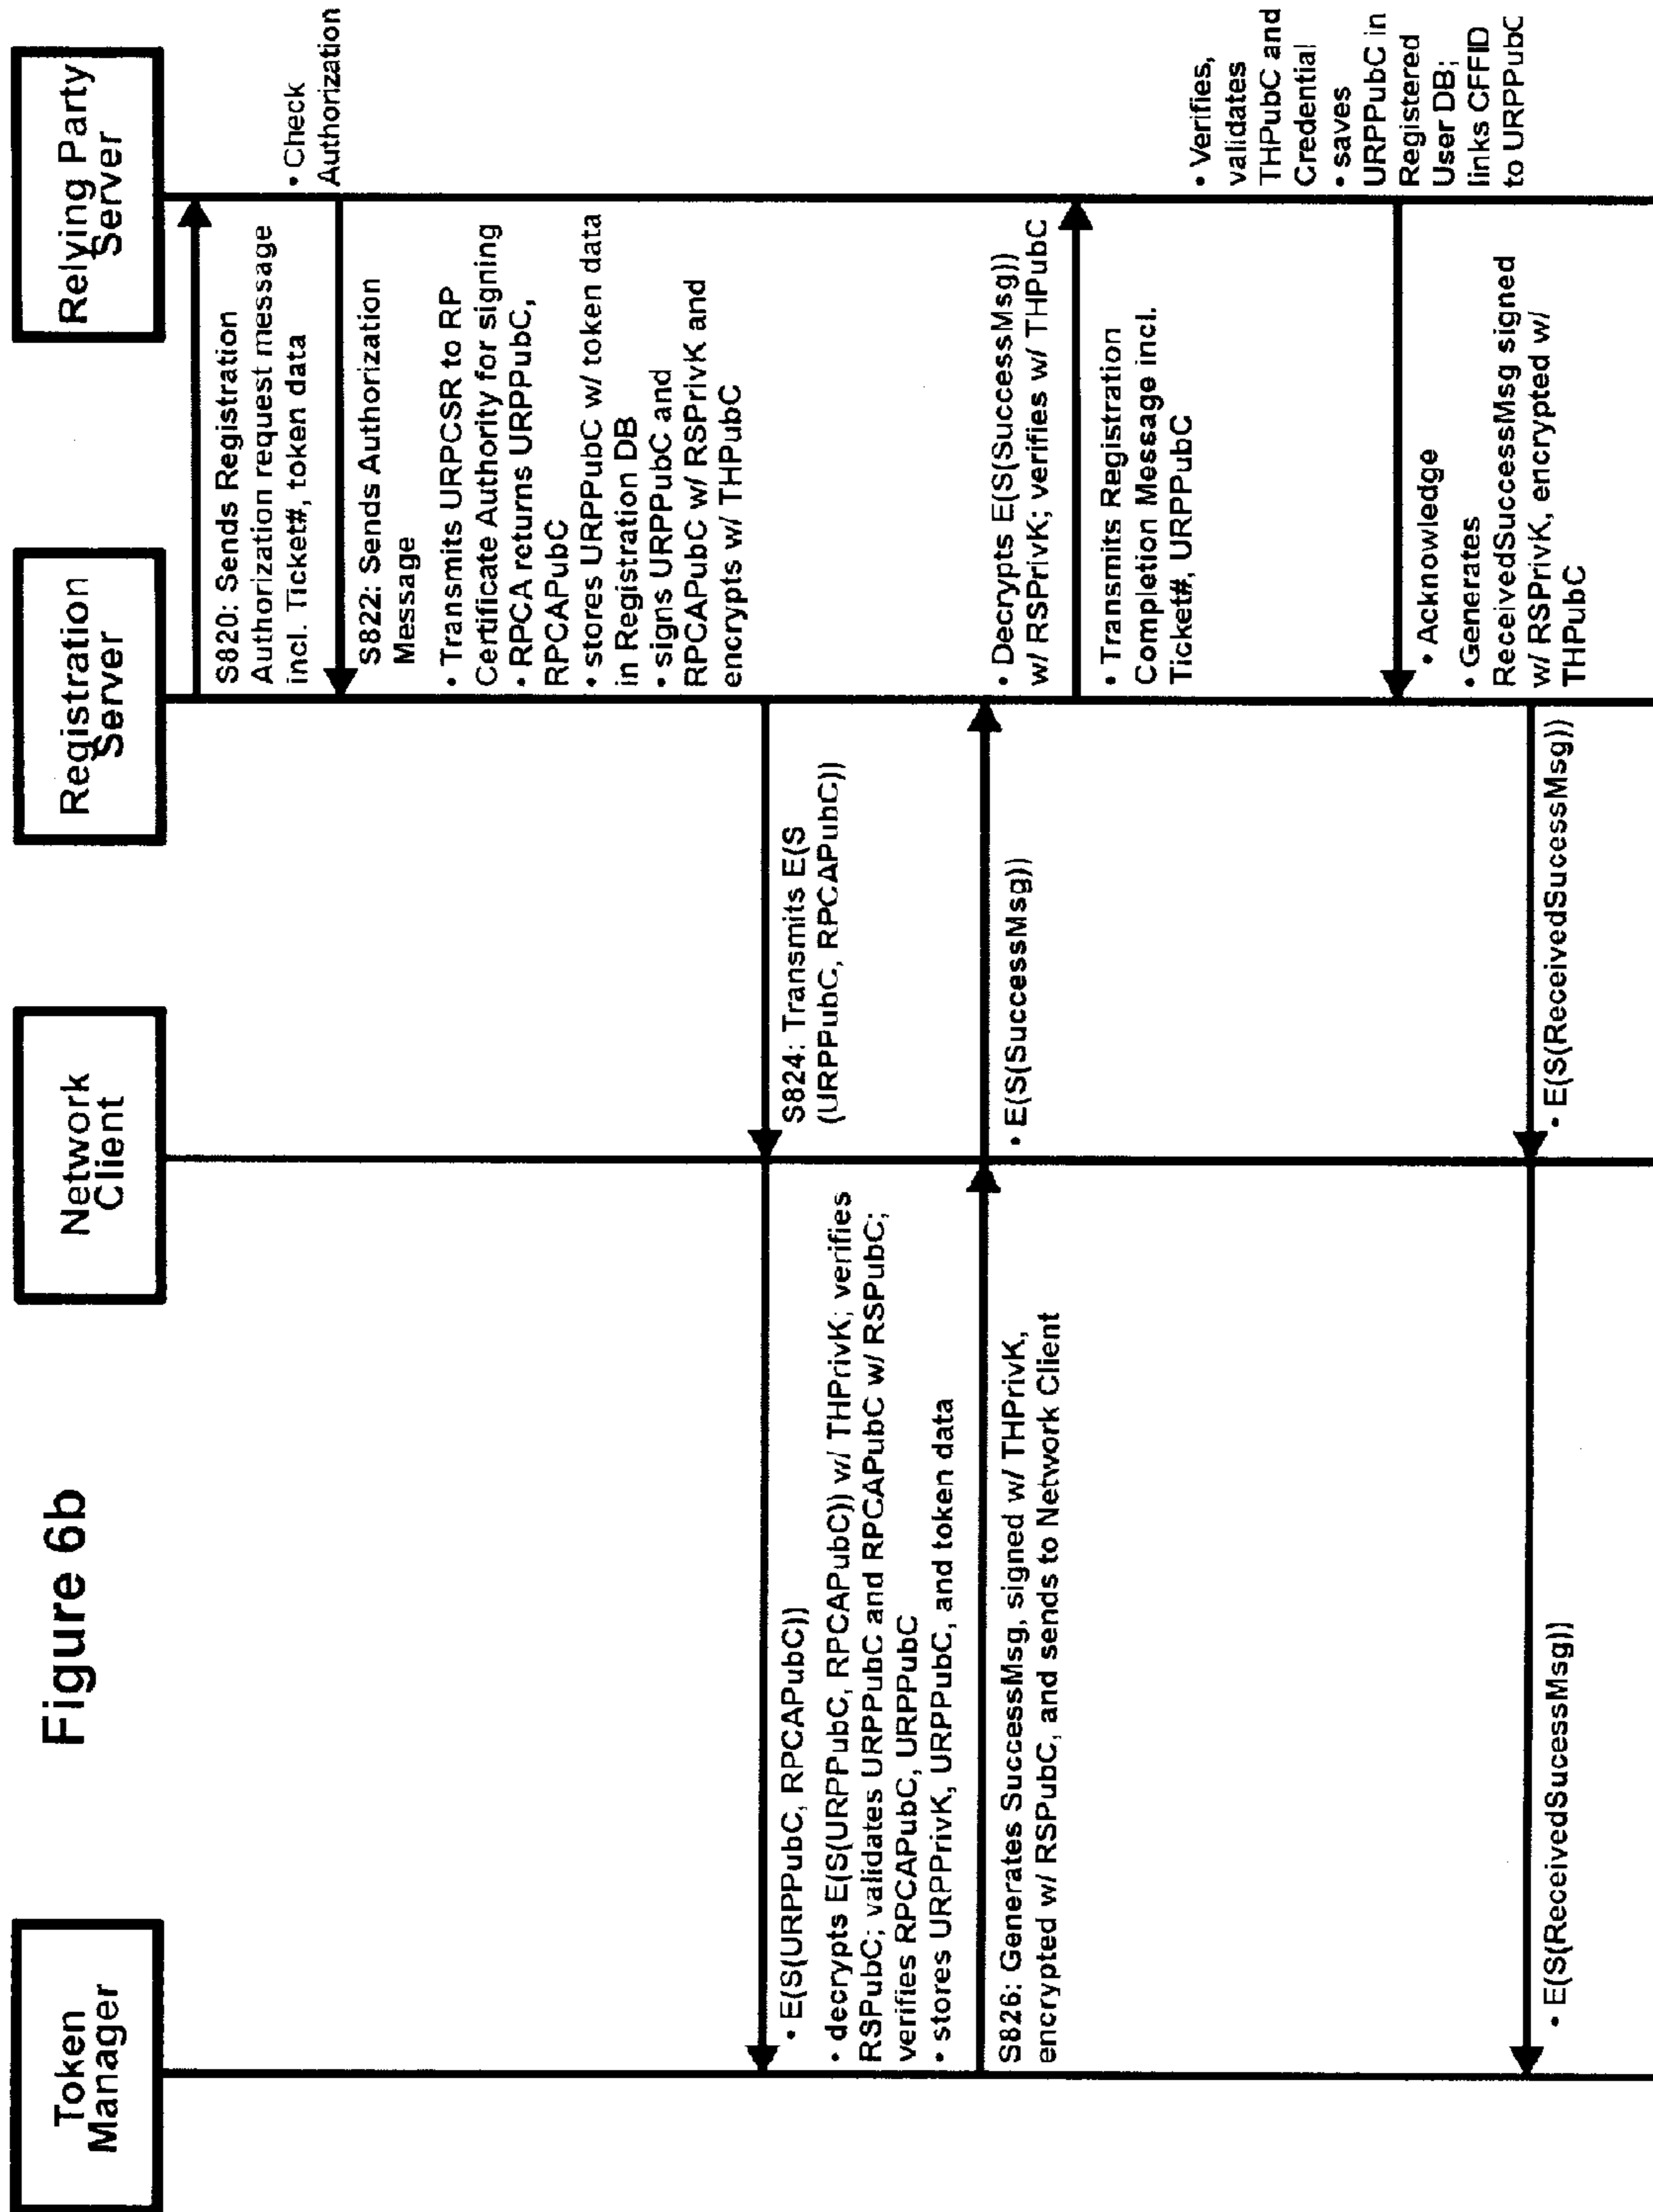 Figure 6b
Token
Manager
Network
Client
Registration
Server
Relying Party
Server
S820: Sends Registration
Authorization request message
incl. Ticket#, token data
• Check
Authorization
S822: Sends Authorization
Message
• Transmits URPCSR to RP
Certificate Authority for signing
• RPCA returns URPPubC,
RPCAPubC
• stores URPPubC w/ token data
in Registration DB
• signs URPPubC and
RPCAPubC w/ RSPrivK and
encrypts w/ THPubC
S824: Transmits E(S
(URPPubC, RPCAPubC))
• E(S(URPPubC, RPCAPubC))
• decrypts E(S(URPPubC, RPCAPubC)) w/ THPrivK; verifies
RSPubC; validates URPPubC and RPCAPubC w/ RSPubC;
verifies RPCAPubC, URPPubC
• stores URPPrivK, URPPubC, and token data
S826: Generates SuccessMsg, signed w/ THPrivK,
encrypted w/ RSPubC, and sends to Network Client
• E(S(SuccessMsg))
• Decrypts E(S(SuccessMsg))
w/ RSPrivK; verifies w/ THPubC
• Transmits Registration
Completion Message incl.
Ticket#, URPPubC
• Verifies,
validates
THPubC and
Credential
• saves
URPPubC in
Registered
User DB;
links CFFID
to URPPubC
• Acknowledge
• Generates
ReceivedSuccessMsg signed
w/ RSPrivK, encrypted w/
THPubC
• E(S(ReceivedSucessMsg))
• E(S(ReceivedSucessMsg))